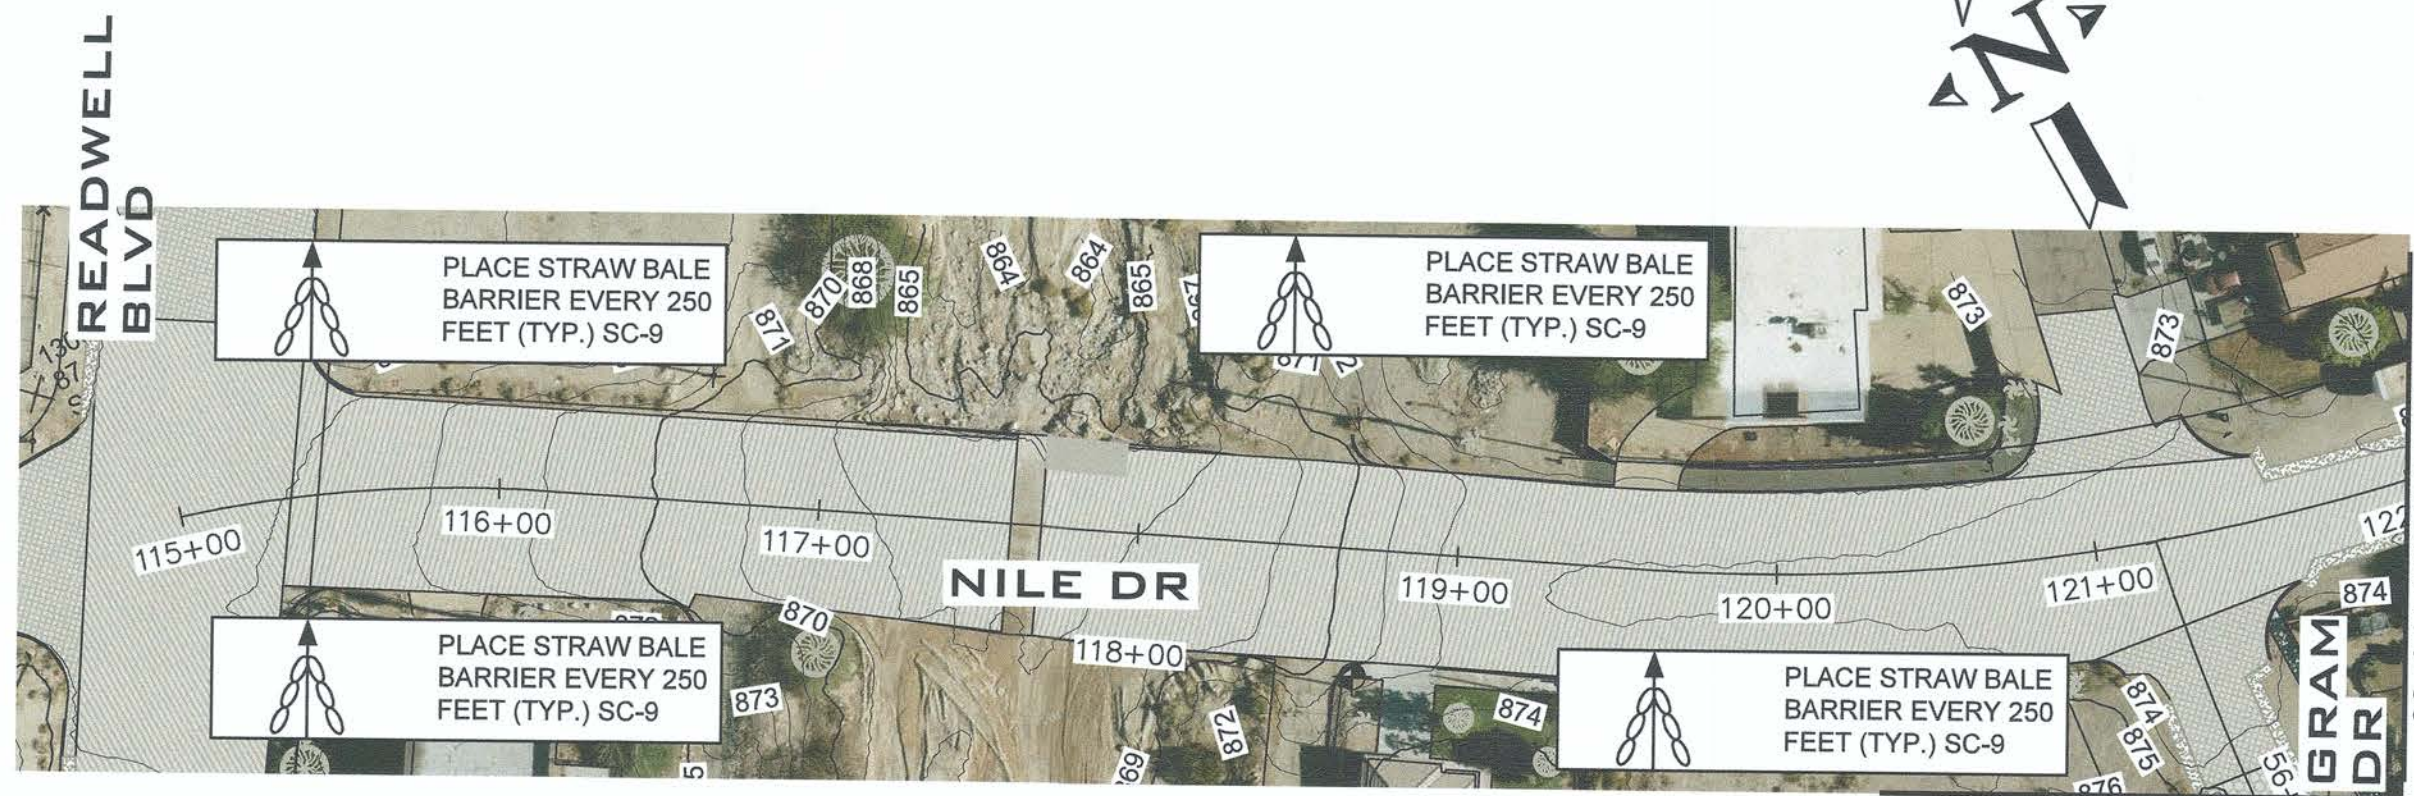 READWELL
BLVD
N
PLACE STRAW BALE
BARRIER EVERY 250
FEET (TYP.) SC-9
871
870
868
865
864
864
865
PLACE STRAW BALE
BARRIER EVERY 250
FEET (TYP.) SC-9
871
873
873
115+00
116+00
117+00
NILE DR
118+00
119+00
120+00
121+00
874
PLACE STRAW BALE
BARRIER EVERY 250
FEET (TYP.) SC-9
870
873
872
874
PLACE STRAW BALE
BARRIER EVERY 250
FEET (TYP.) SC-9
874
875
GRAM
DR